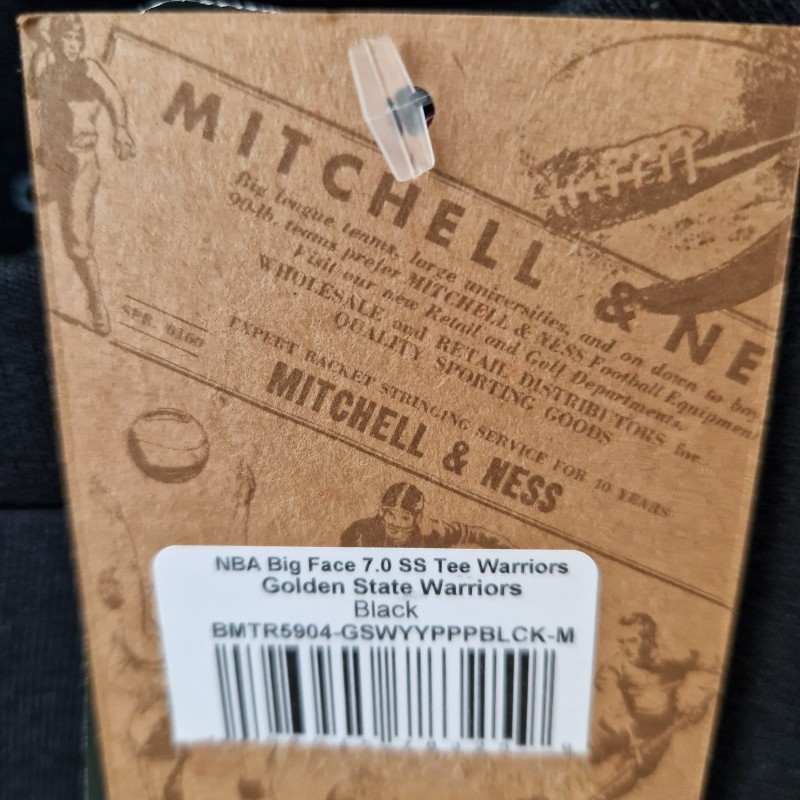 MITCHELL & NE
Big league teams, large universities, and on down to boy
90-lb. teams prefer MITCHELL & NESS Football Equipmen
Visit our new Retail and Golf Departments.
WHOLESALE and RETAIL DISTRIBUTORS for
QUALITY SPORTING GOODS
SPR. 0160
EXPERT RACKET STRINGING SERVICE FOR 10 YEARS
MITCHELL & NESS
NBA Big Face 7.0 SS Tee Warriors
Golden State Warriors
Black
BMTR5904-GSWYYPPPBLCK-M